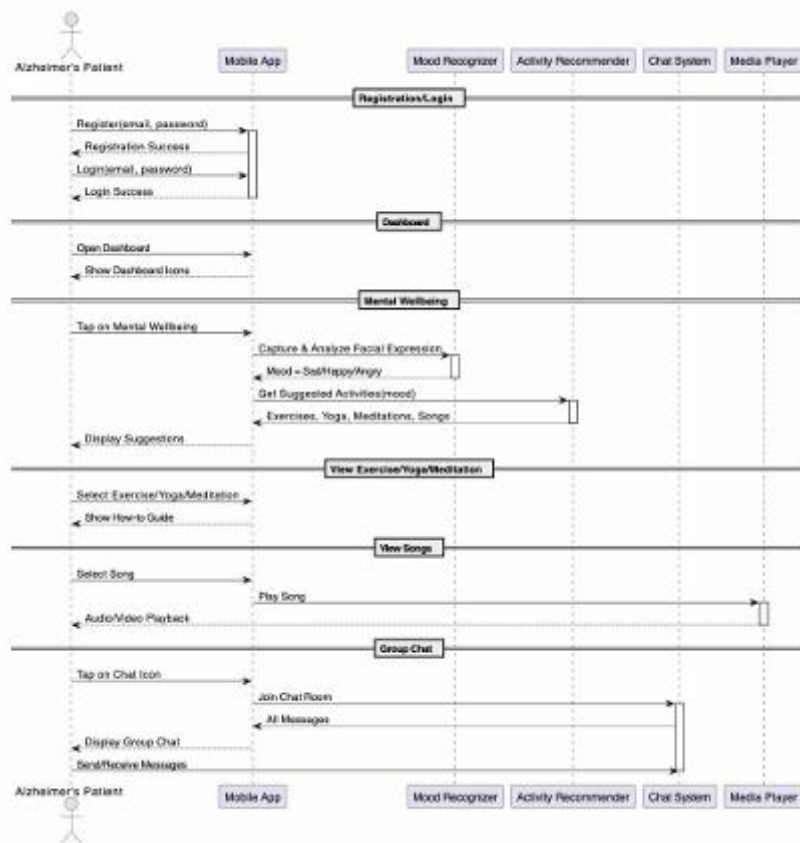 Alzheimer's Patient
Mobile App
Mood Recognizer
Activity Recommender
Chat System
Media Player
Registration/Login
Register(email, password)
Registration Success
Login(email, password)
Login Success
Dashboard
Open Dashboard
Show Dashboard Icons
Mental Wellbeing
Tap on Mental Wellbeing
Capture & Analyze Facial Expression
Mood = Sad/Happy/Angry
Get Suggested Activities(mood)
Exercises, Yoga, Meditations, Songs
Display Suggestions
View Exercise/Yoga/Meditation
Select Exercise/Yoga/Meditation
Show How-to Guide
View Songs
Select Song
Play Song
Audio/Video Playback
Group Chat
Tap on Chat Icon
Join Chat Room
All Messages
Display Group Chat
Send/Receive Messages
Alzheimer's Patient
Mobile App
Mood Recognizer
Activity Recommender
Chat System
Media Player